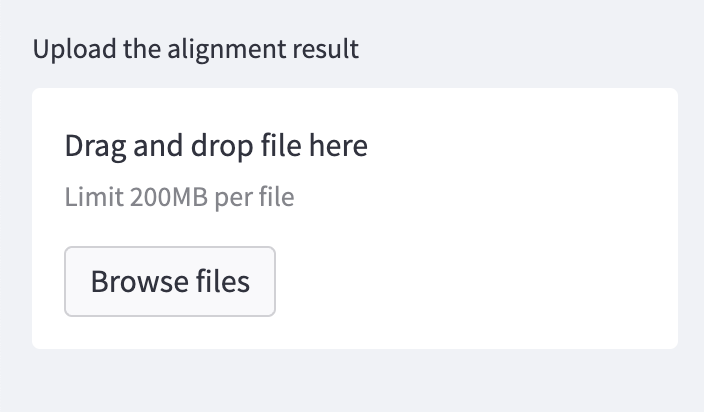 Upload the alignment result
Drag and drop file here
Limit 200MB per file
Browse files